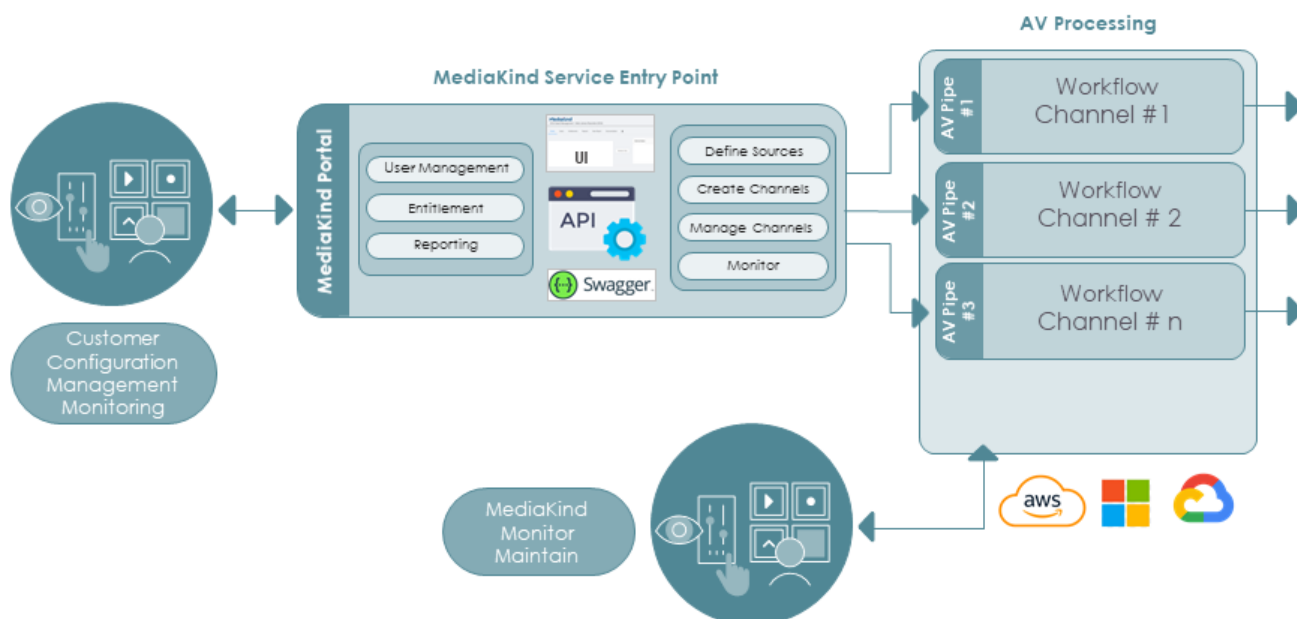 AV Processing
MediaKind Service Entry Point
MediaKind Portal
User Management
Entitlement
Reporting
MediaKind
UI
API
{...} Swagger.
Define Sources
Create Channels
Manage Channels
Monitor
AV Pipe
#1
Workflow
Channel #1
AV Pipe
#2
Workflow
Channel # 2
AV Pipe
#3
Workflow
Channel # n
Customer
Configuration
Management
Monitoring
MediaKind
Monitor
Maintain
aws